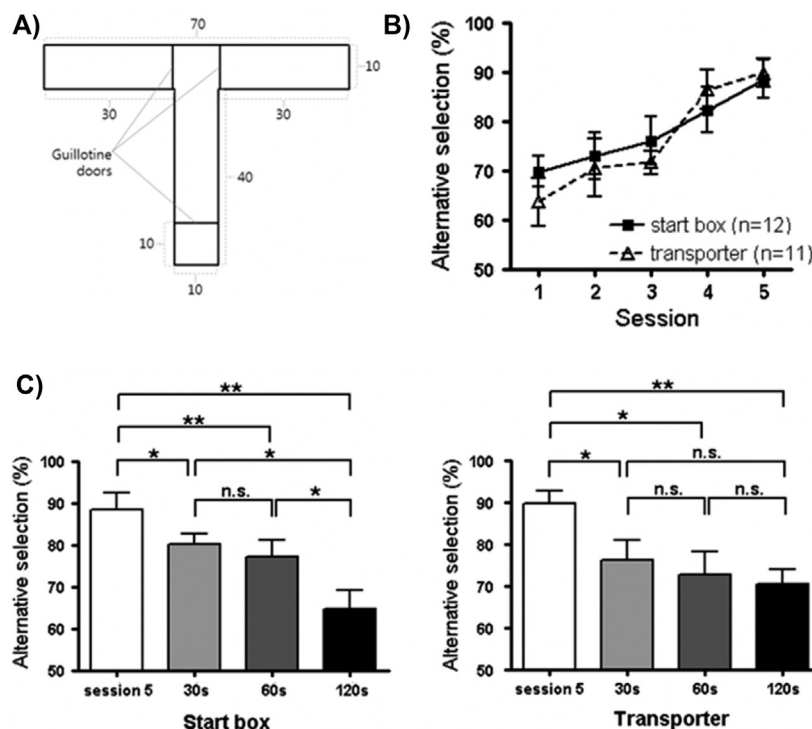 A)
70
10
30
30
Guillotine
doors
40
10
10
B)
Alternative selection (%)
100
90
80
70
60
50
start box (n=12)
transporter (n=11)
1 2 3 4 5
Session
C)
**
**
* *
n.s. *
Alternative selection (%)
100
90
80
70
60
50
session 5 30s 60s 120s
Start box
**
*
* n.s.
n.s. n.s.
Alternative selection (%)
100
90
80
70
60
50
session 5 30s 60s 120s
Transporter